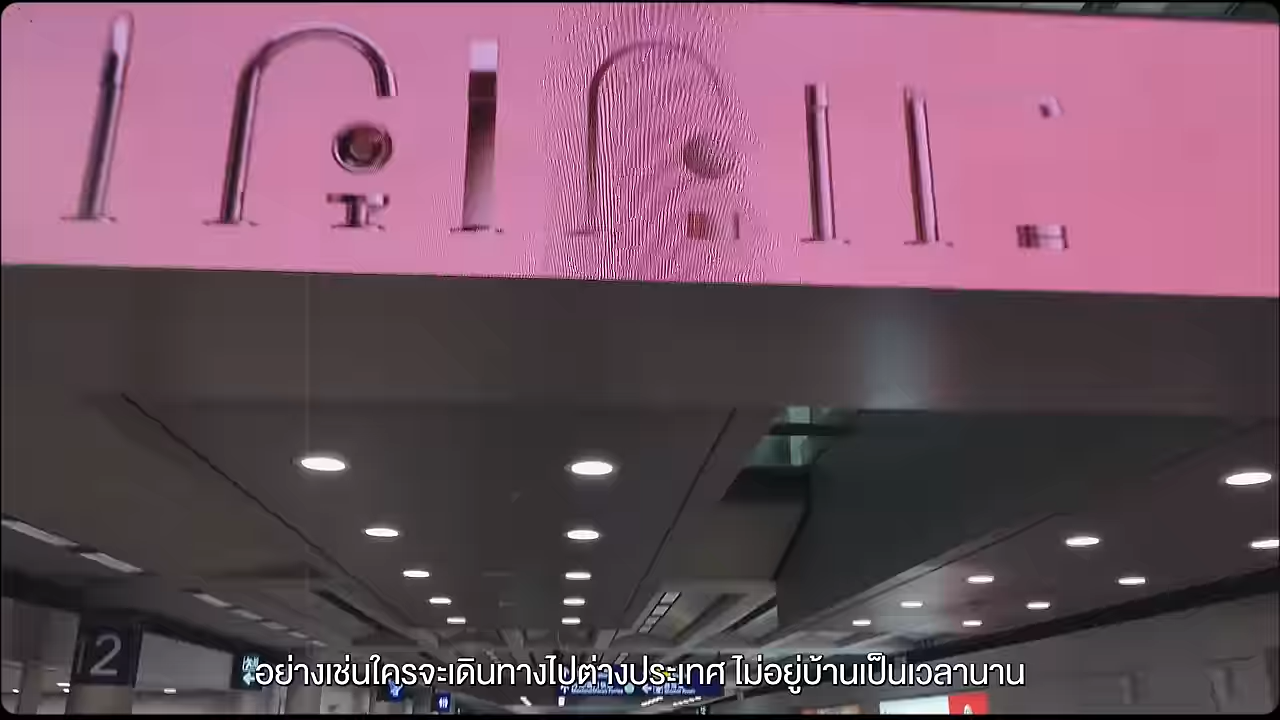 2
อย่างเช่นใครจะเดินทางไปต่างประเทศ ไม่อยู่บ้านเป็นเวลานาน